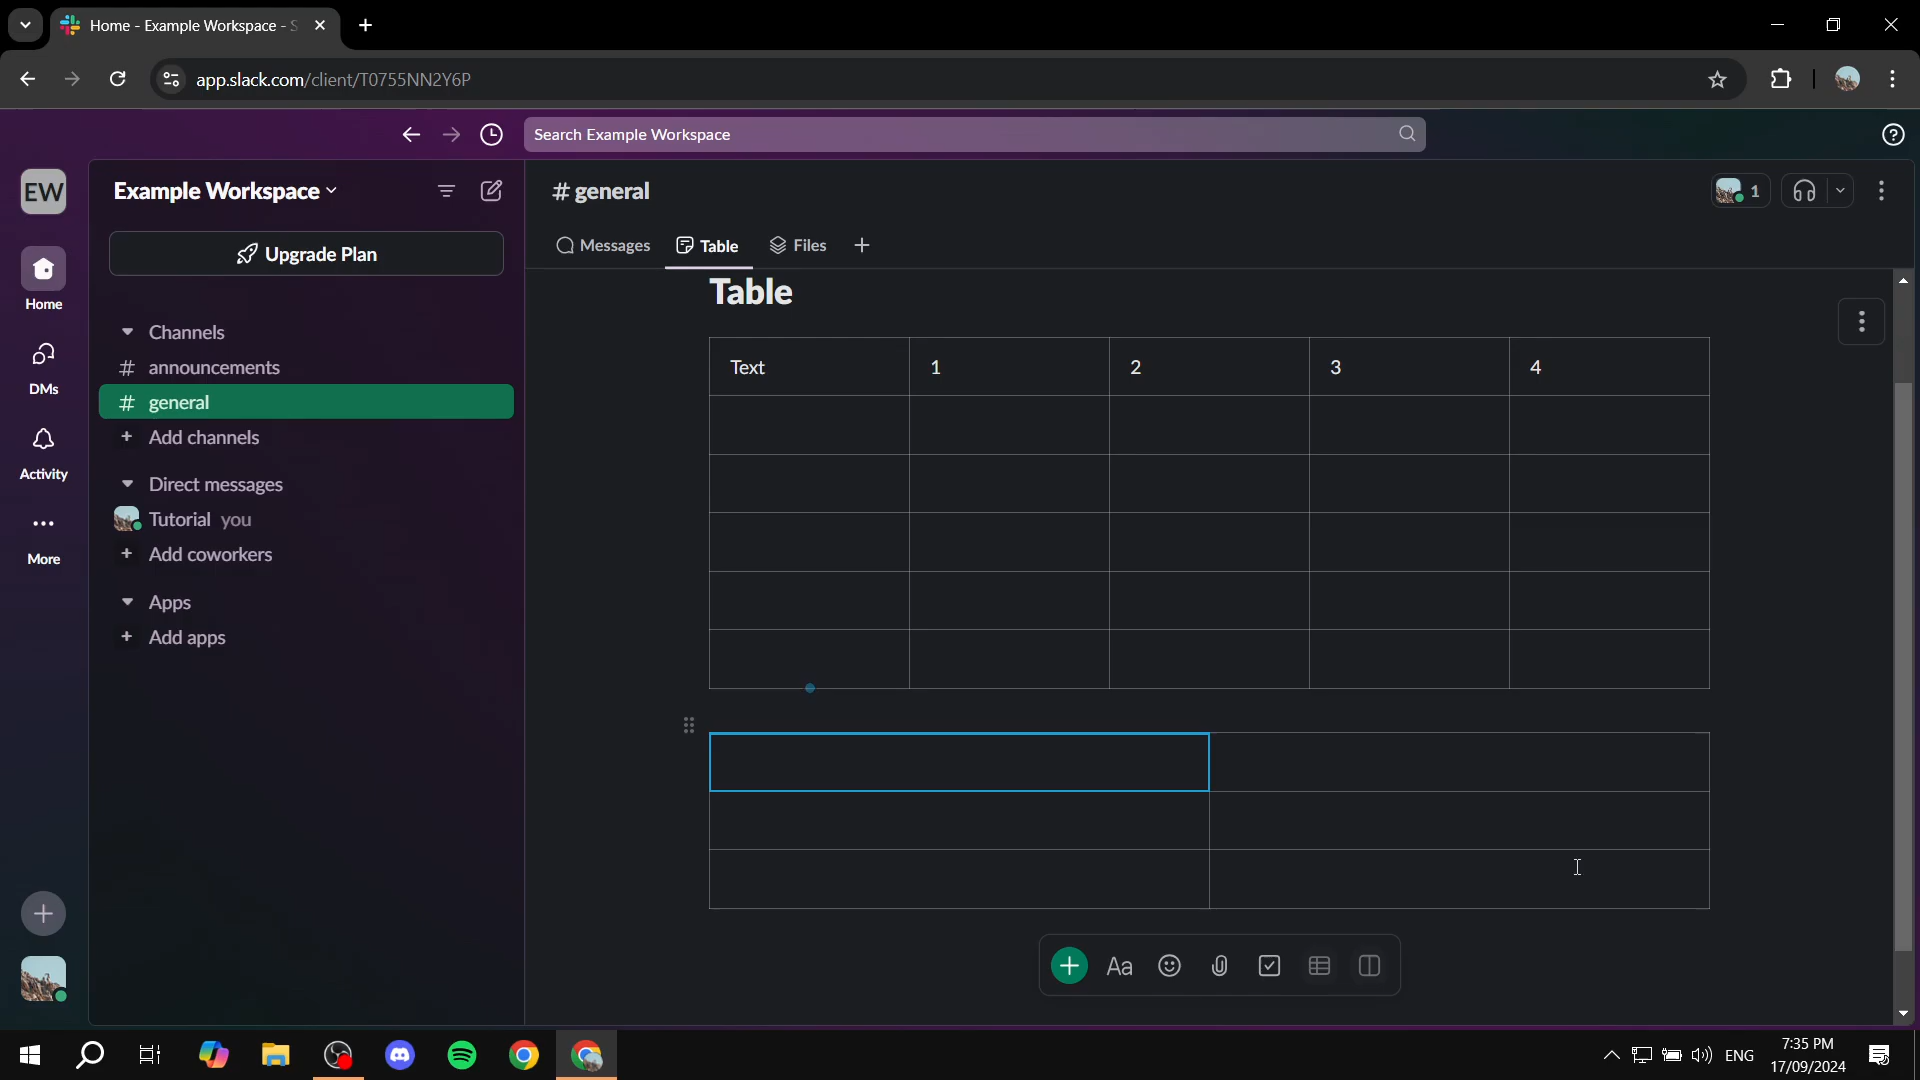 Home - Example Workspace - S
app.slack.com/client/T0755NN2Y6P
Search Example Workspace
EW
Example Workspace
# general
1
Upgrade Plan
Messages
Table
Files
Home
DMs
Activity
More
Channels
# announcements
# general
+ Add channels
Direct messages
Tutorial you
+ Add coworkers
Apps
+ Add apps
Table
Text 1 2 3 4
Aa
ENG
7:35 PM
17/09/2024